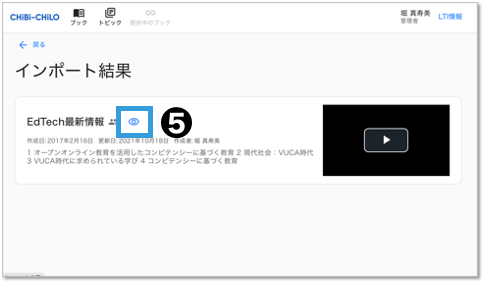 CHiBi-CHiLO
ブック
トピック
提供中のブック
堀 真寿美
管理者
LTI情報
戻る
インポート結果
EdTech最新情報
5
作成日:2017年2月16日 更新日:2021年10月18日 作成者:堀 真寿美
1 オープンオンライン教育を活用したコンピテンシーに基づく教育 2 現代社会：VUCA時代
3 VUCA時代に求められている学び 4 コンピテンシーに基づく教育